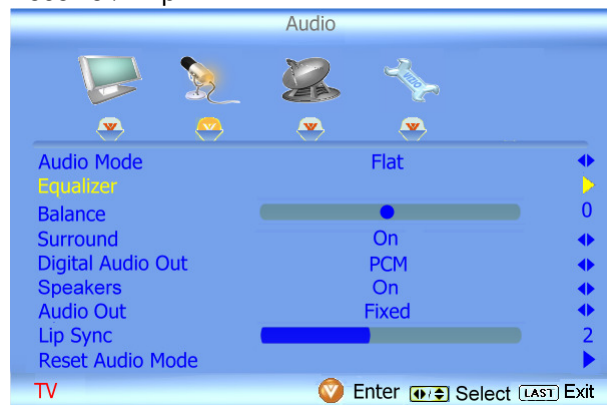 Audio
VIZIO
Audio Mode Flat
Equalizer
Balance 0
Surround On
Digital Audio Out PCM
Speakers On
Audio Out Fixed
Lip Sync 2
Reset Audio Mode
TV Enter Select LAST Exit